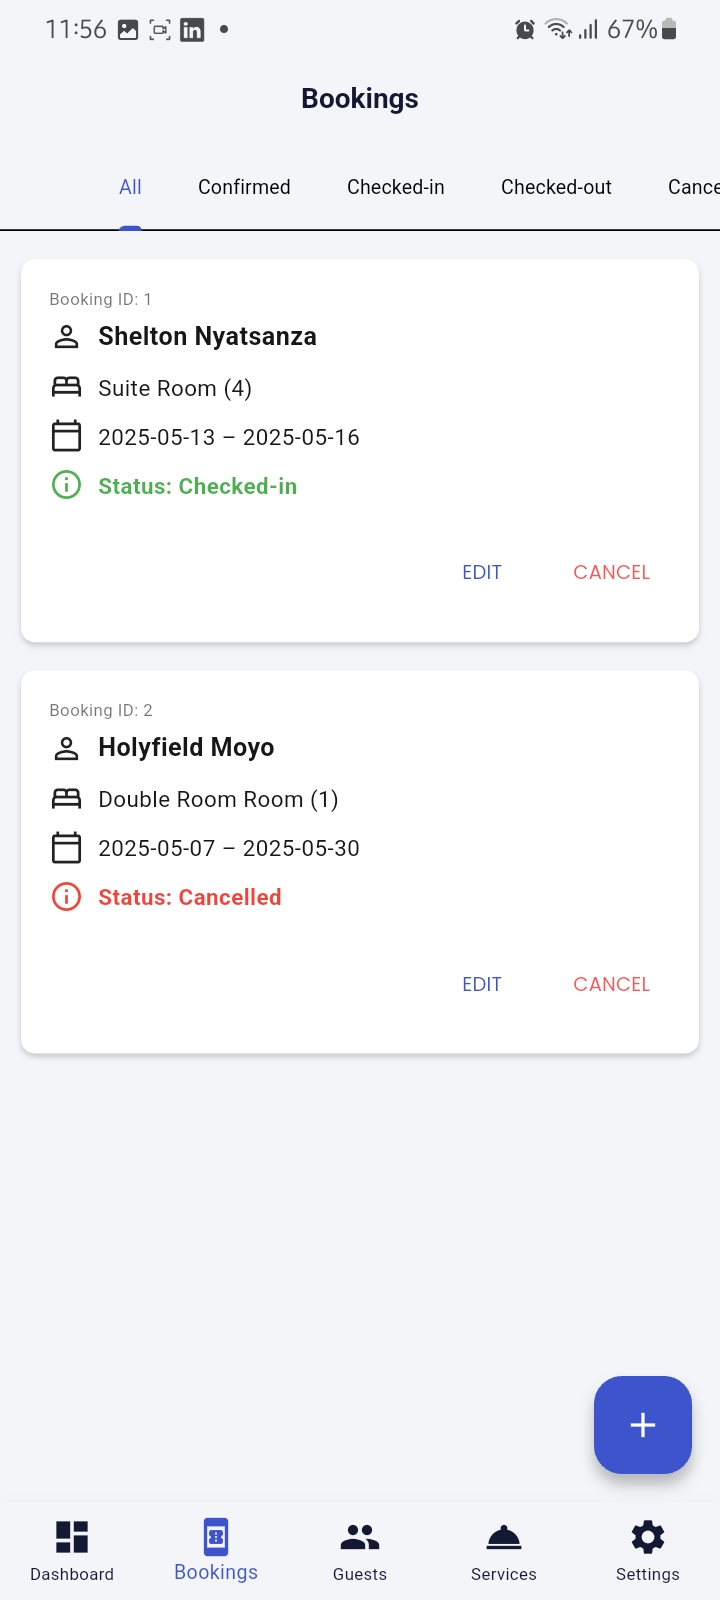 11:56 in 67%
Bookings
All Confirmed Checked-in Checked-out Cance
Booking ID: 1
Shelton Nyatsanza
Suite Room (4)
2025-05-13 – 2025-05-16
Status: Checked-in
EDIT CANCEL
Booking ID: 2
Holyfield Moyo
Double Room Room (1)
2025-05-07 – 2025-05-30
Status: Cancelled
EDIT CANCEL
Dashboard Bookings Guests Services Settings